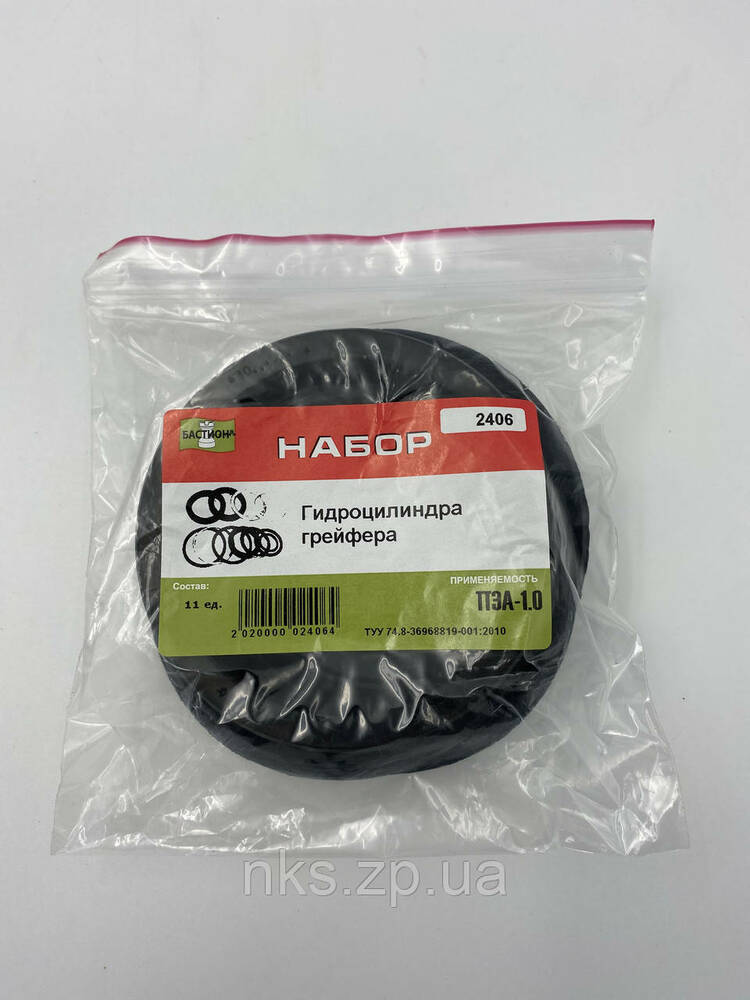 БАСТИОН
НАБОР
2406
Гидроцилиндра
грейфера
Состав:
11 ед.
2 020000 024064
ПРИМЕНЯЕМОСТЬ
ПЭА-1.0
ТУУ 74.8-36968819-001:2010
nks.zp.ua